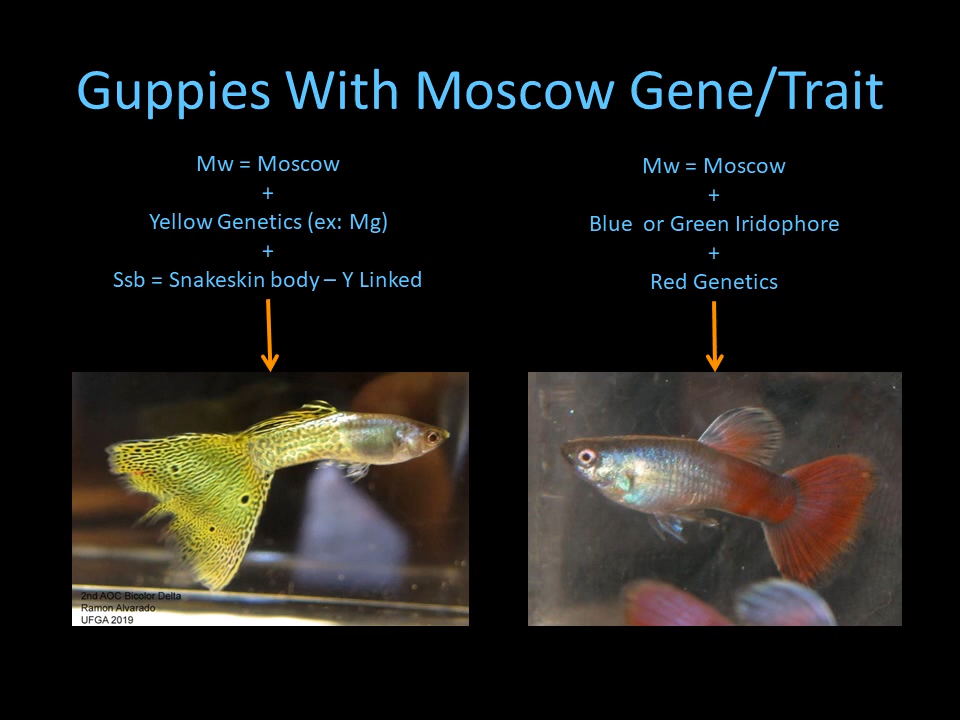 Guppies With Moscow Gene/Trait
Mw = Moscow
+
Yellow Genetics (ex: Mg)
+
Ssb = Snakeskin body – Y Linked
Mw = Moscow
+
Blue  or Green Iridophore
+
Red Genetics
2nd AOC Bicolor Delta
Ramon Alvarado
UFGA 2019